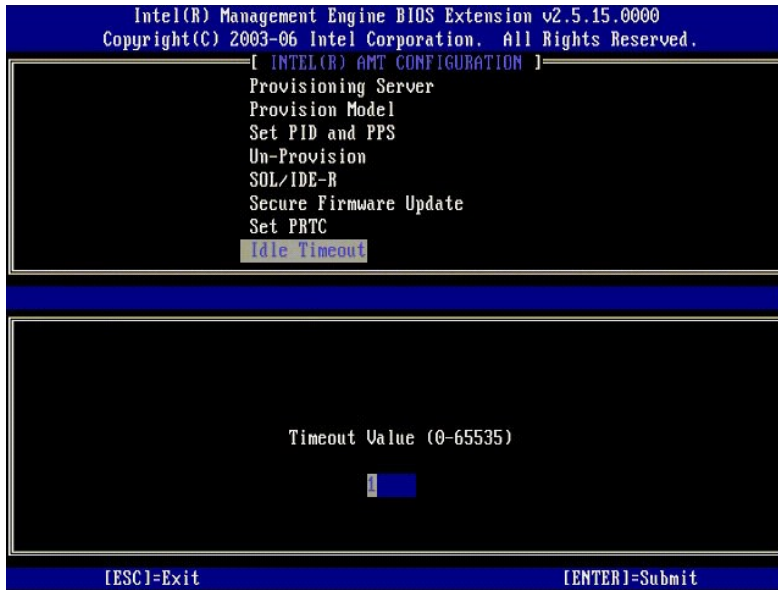 Intel(R) Management Engine BIOS Extension v2.5.15.0000
Copyright(C) 2003-06 Intel Corporation. All Rights Reserved.
[ INTEL(R) AMT CONFIGURATION ]
Provisioning Server
Provision Model
Set PID and PPS
Un-Provision
SOL/IDE-R
Secure Firmware Update
Set PRTC
Idle Timeout
Timeout Value (0-65535)
1
[ESC]=Exit [ENTER]=Submit